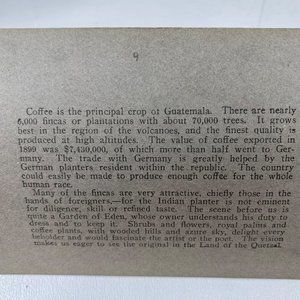 9
Coffee is the principal crop of Guatemala. There are nearly
6,000 fincas or plantations with about 70,000 trees. It grows
best in the region of the volcanoes, and the finest quality is
produced at high altitudes. The value of coffee exported in
1899 was $7,430,000, of which more than half went to Ger-
many. The trade with Germany is greatly helped by the
German planters resident within the republic. The country
could easily be made to produce enough coffee for the whole
human race.
Many of the fincas are very attractive, chiefly those in the
hands of foreigners,—for the Indian planter is not eminent
for diligence, skill or refined taste. The scene before us is
quite a Garden of Eden, whose owner understands his duty to
dress and to keep it. Shrubs and flowers, royal palms and
coffee plants, with wooded hills and azure sky, delight every
beholder and would fascinate the artist or the poet. The vision
makes us eager to see the original in the Land of the Quetzal.